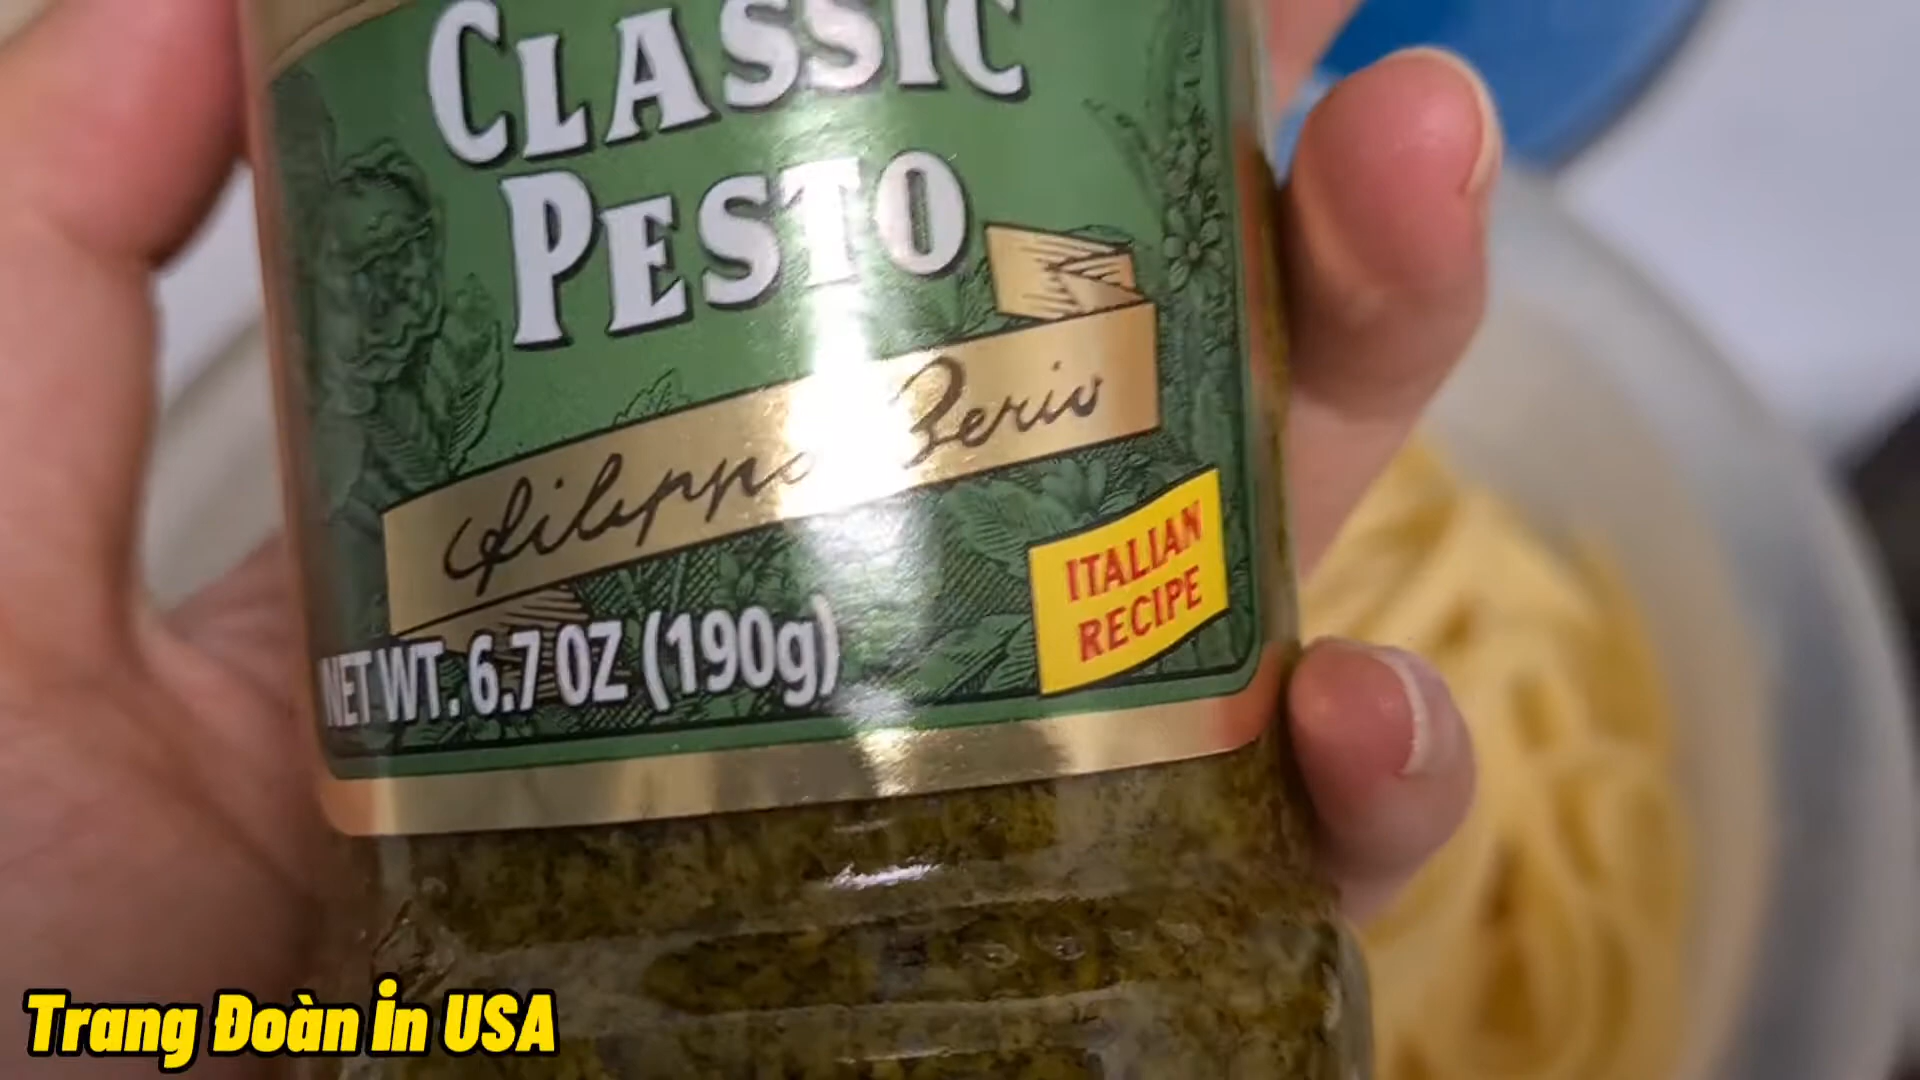 CLASSIC
PESTO
Filippo Berio
ITALIAN
RECIPE
NET WT. 6.7 OZ (190g)
Trang Đoàn in USA